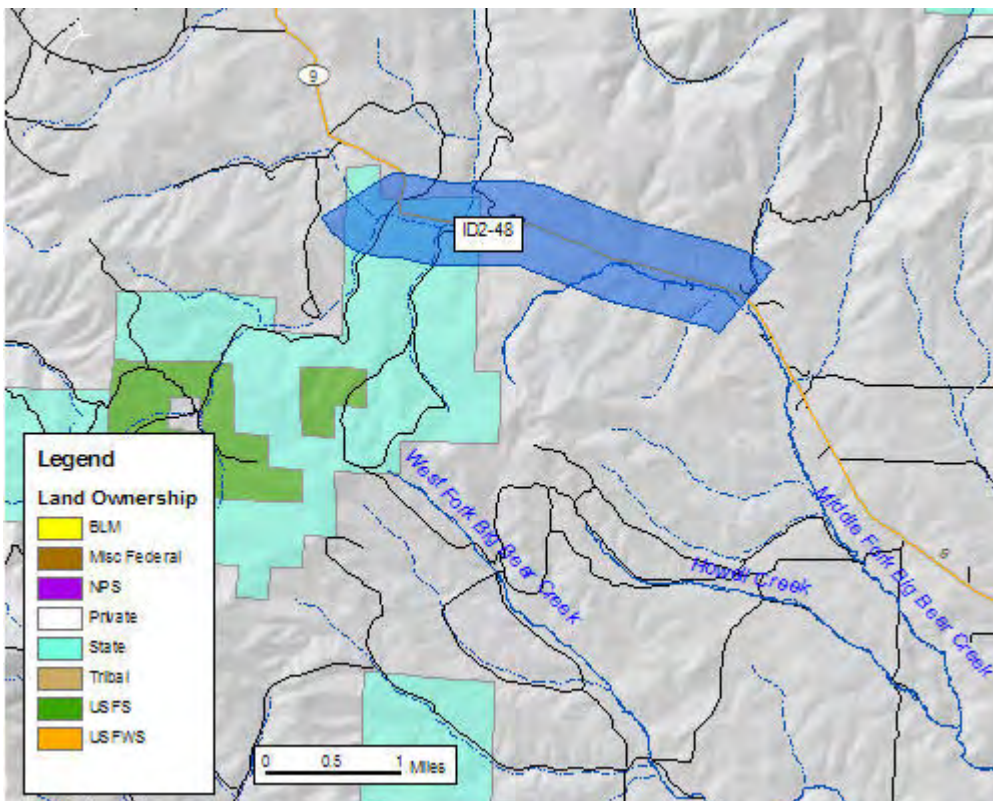 9
ID2-48
West Fork Big Bear Creek
Howell Creek
Middle Fork Big Bear Creek
9
Legend
Land Ownership
BLM
Misc Federal
NPS
Private
State
Tribal
USFS
USFWS
0 0.5 1 Miles